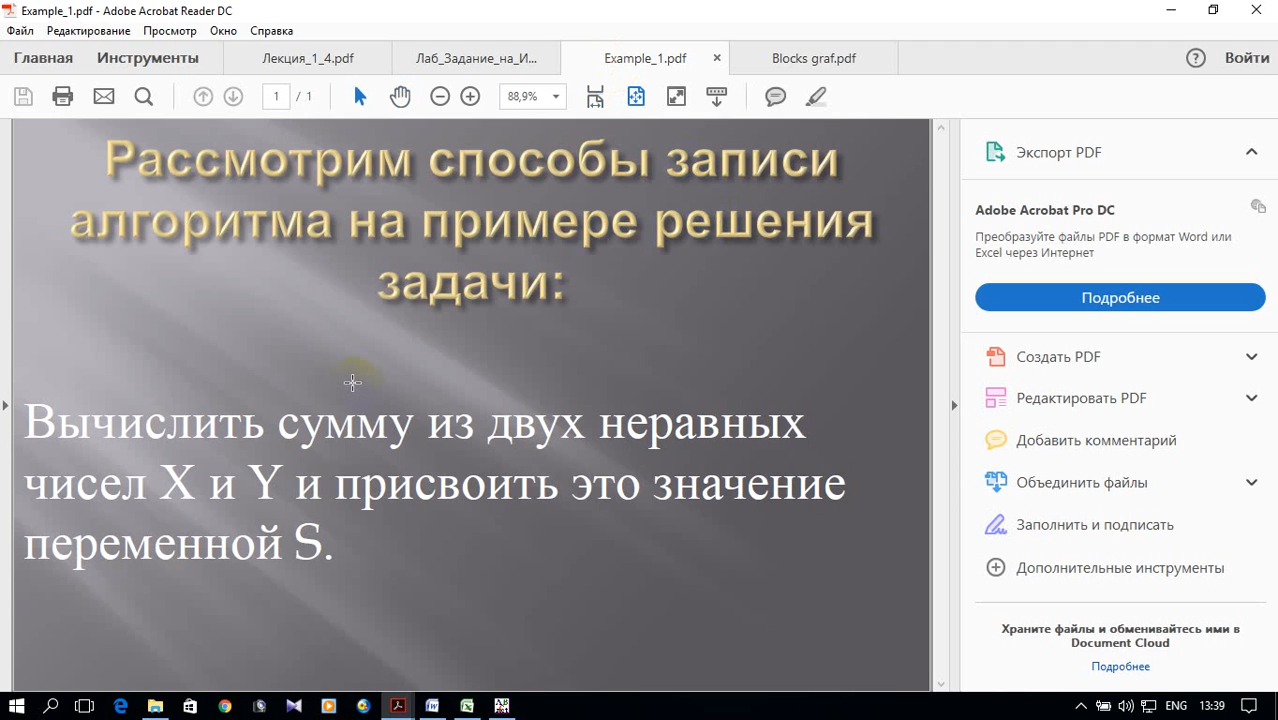 Example_1.pdf - Adobe Acrobat Reader DC
Файл Редактирование Просмотр Окно Справка
Главная Инструменты Лекция_1_4.pdf Лаб_Задание_на_И... Example_1.pdf Blocks graf.pdf Войти
1 / 1 88,9%
Рассмотрим способы записи
алгоритма на примере решения
задачи:
Вычислить сумму из двух неравных
чисел X и Y и присвоить это значение
переменной S.
Экспорт PDF
Adobe Acrobat Pro DC
Преобразуйте файлы PDF в формат Word или
Excel через Интернет
Подробнее
Создать PDF
Редактировать PDF
Добавить комментарий
Объединить файлы
Заполнить и подписать
Дополнительные инструменты
Храните файлы и обменивайтесь ими в
Document Cloud
Подробнее
ENG 13:39